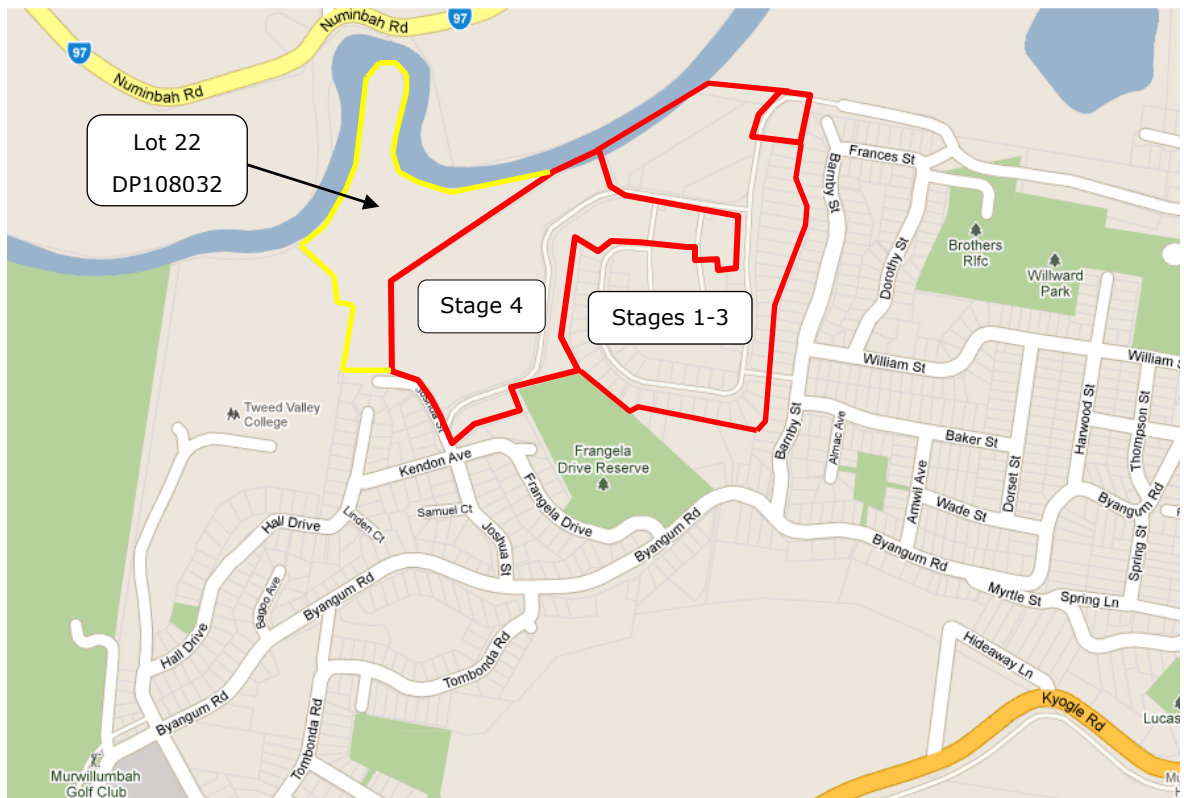 Numinbah Rd
97
97
Numinbah Rd
Lot 22
DP108032
Stage 4
Stages 1-3
Barnby St
Frances St
Dorothy St
Brothers
Rlfc
Willward
Park
William St
William St
Tweed Valley
College
Joshua St
Kendon Ave
Frangela
Drive Reserve
Frangela Drive
Barnby St
Almac Ave
Baker St
Harwood St
Thompson St
Amwil Ave
Dorset St
Wade St
Byangum Rd
Spring St
Hall Drive
Linden Ct
Samuel Ct
Joshua St
Byangum Rd
Byangum Rd
Myrtle St
Spring Ln
Bagoo Ave
Byangum Rd
Hall Drive
Tombonda Rd
Hideaway Ln
Byangum Rd
Tombonda Rd
Kyogle Rd
Lucas
Murwillumbah
Golf Club
Mu
H